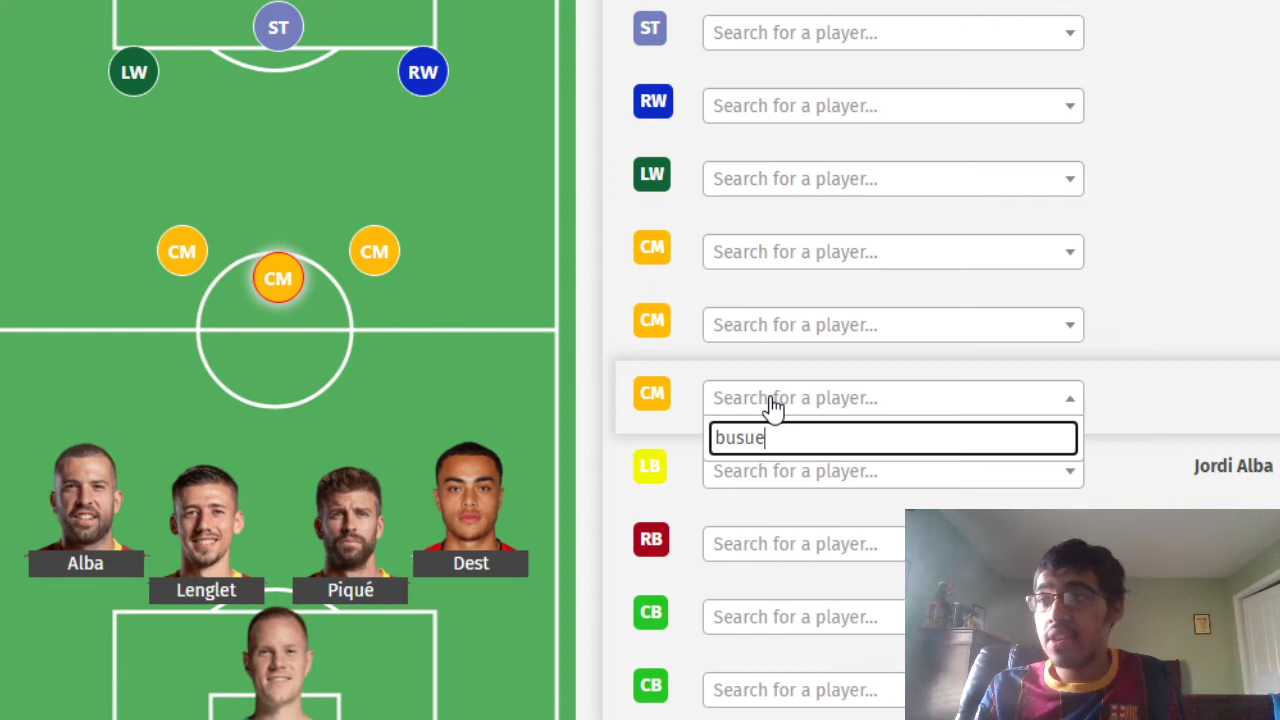 ST
LW
RW
CM
CM
CM
Alba
Lenglet
Piqué
Dest
ST
Search for a player...
RW
Search for a player...
LW
Search for a player...
CM
Search for a player...
CM
Search for a player...
CM
Search for a player...
busue
LB
Search for a player...
Jordi Alba
RB
Search for a player...
CB
Search for a player...
CB
Search for a player...